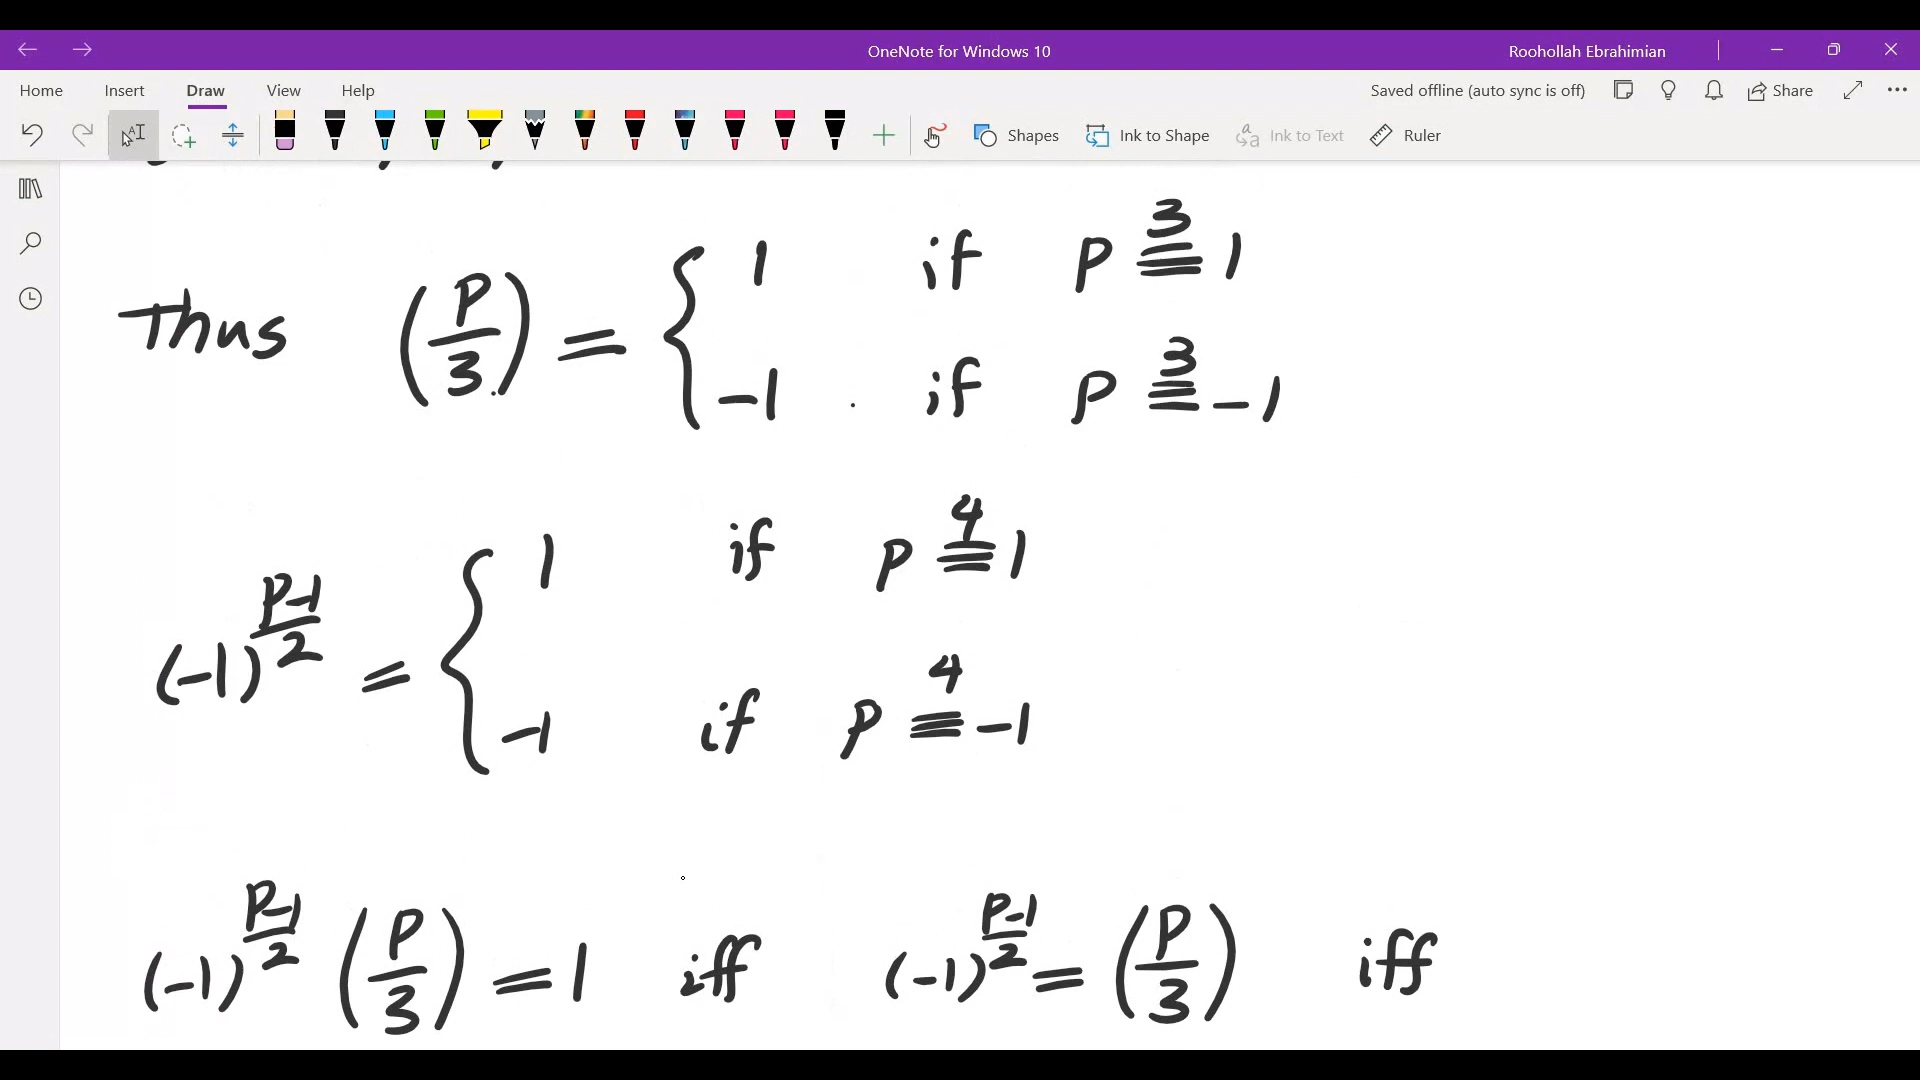 OneNote for Windows 10
Roohollah Ebrahimian
Home Insert Draw View Help
Saved offline (auto sync is off)
Share
Shapes
Ink to Shape
Ink to Text
Ruler
Thus (p/3) = { 1 if p ≡^3 1
-1 if p ≡^3 -1
(-1)^((p-1)/2) = { 1 if p ≡^4 1
-1 if p ≡^4 -1
(-1)^((p-1)/2) (p/3) = 1 iff (-1)^((p-1)/2) = (p/3) iff